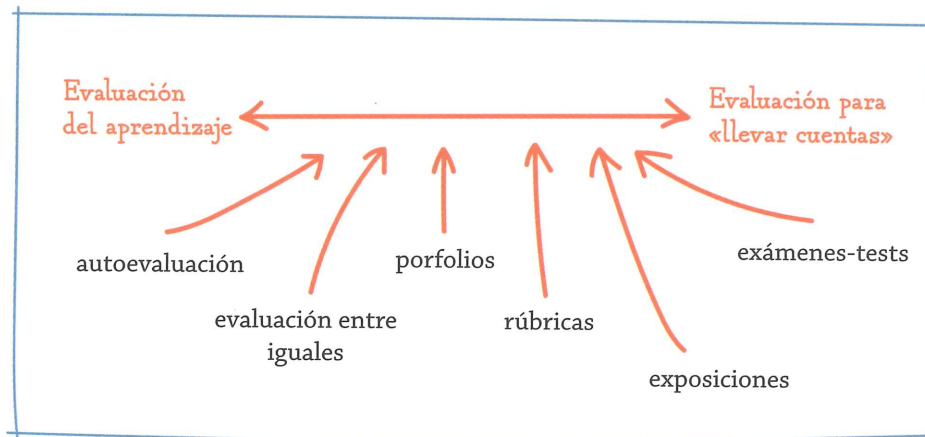 Evaluación
del aprendizaje
Evaluación para
«llevar cuentas»
autoevaluación
evaluación entre
iguales
porfolios
rúbricas
exposiciones
exámenes-tests